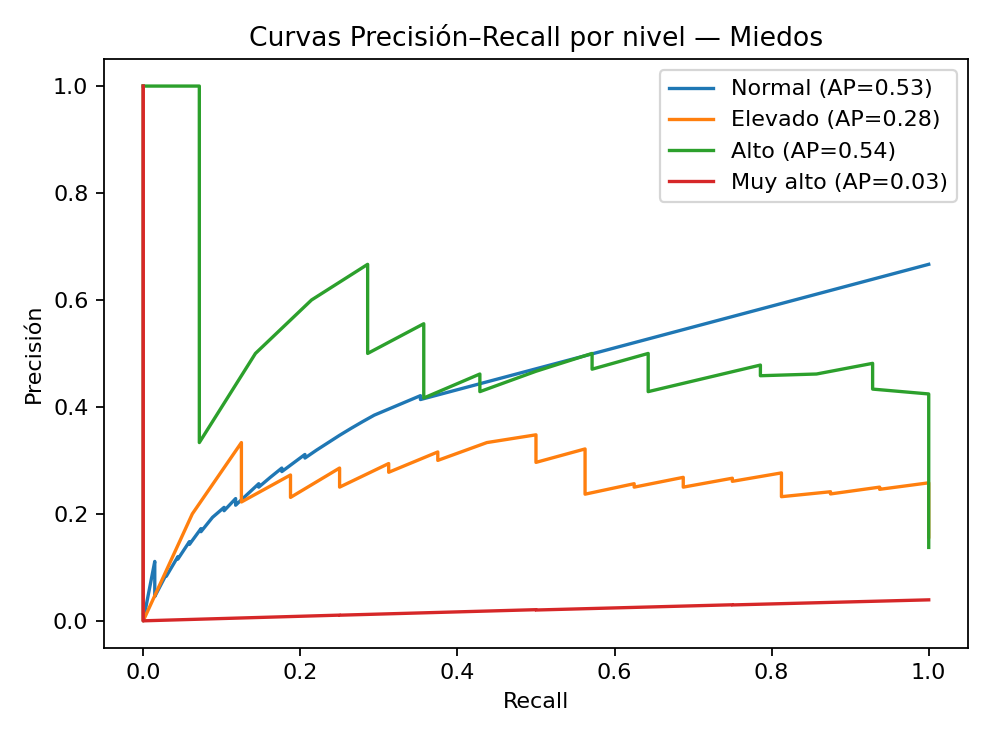 Curvas Precisión–Recall por nivel — Miedos
Normal (AP=0.53)
Elevado (AP=0.28)
Alto (AP=0.54)
Muy alto (AP=0.03)
Precisión
1.0
0.8
0.6
0.4
0.2
0.0
0.0 0.2 0.4 0.6 0.8 1.0
Recall